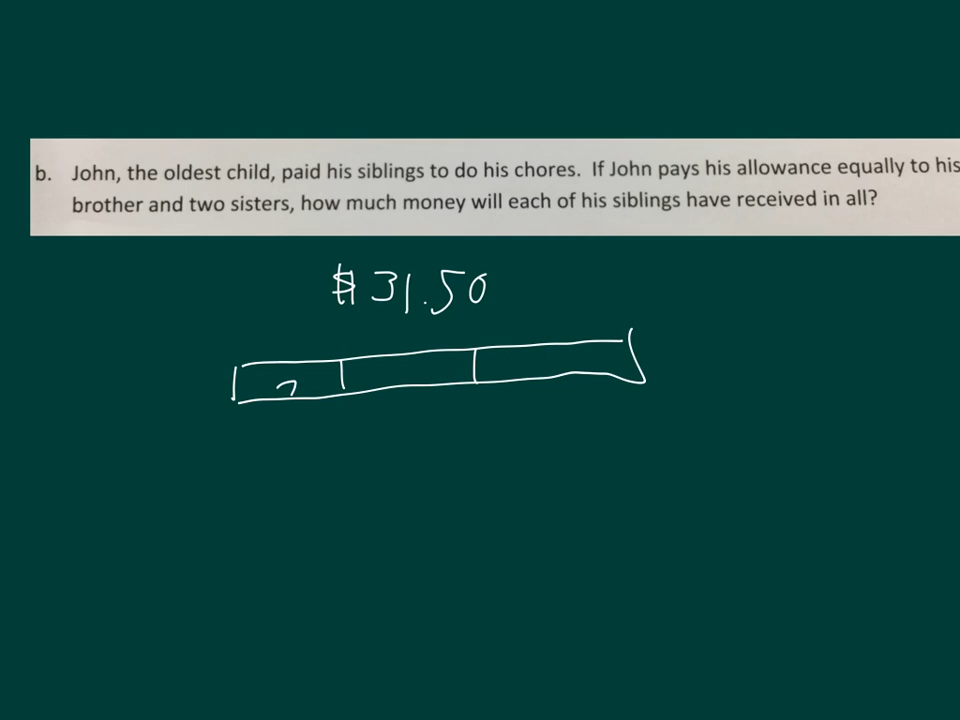 b. John, the oldest child, paid his siblings to do his chores. If John pays his allowance equally to his
brother and two sisters, how much money will each of his siblings have received in all?
$31.50
?